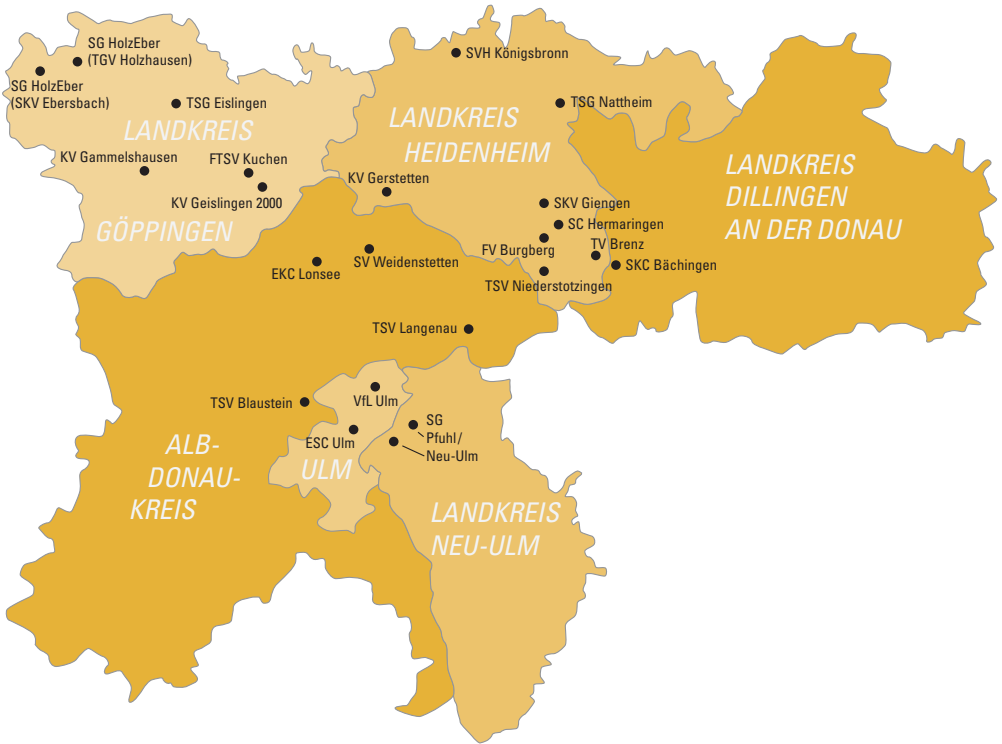 SG HolzEber
(TGV Holzhausen)
SVH Königsbronn
SG HolzEber
(SKV Ebersbach)
TSG Eislingen
TSG Nattheim
LANDKREIS
GÖPPINGEN
LANDKREIS
HEIDENHEIM
LANDKREIS
DILLINGEN
AN DER DONAU
KV Gammelshausen
FTSV Kuchen
KV Geislingen 2000
KV Gerstetten
SKV Giengen
SC Hermaringen
FV Burgberg
TV Brenz
SKC Bächingen
TSV Niederstotzingen
EKC Lonsee
SV Weidenstetten
TSV Langenau
TSV Blaustein
VfL Ulm
ESC Ulm
SG
Pfuhl/
Neu-Ulm
ALB-
DONAU-
KREIS
ULM
LANDKREIS
NEU-ULM